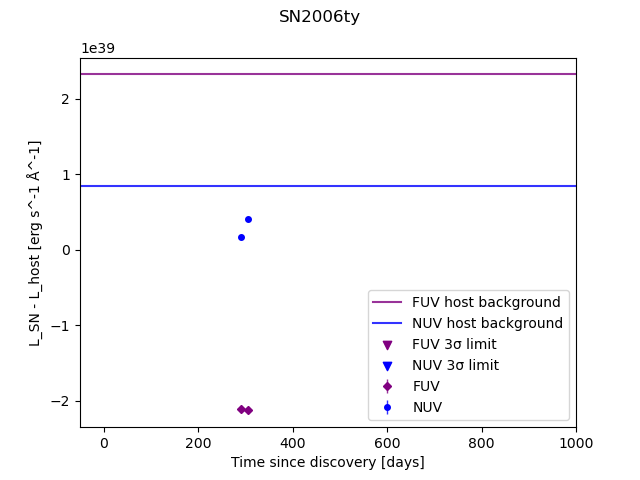 SN2006ty
1e39
2
1
0
−1
−2
L_SN - L_host [erg s^-1 Å^-1]
FUV host background
NUV host background
FUV 3σ limit
NUV 3σ limit
FUV
NUV
0 200 400 600 800 1000
Time since discovery [days]